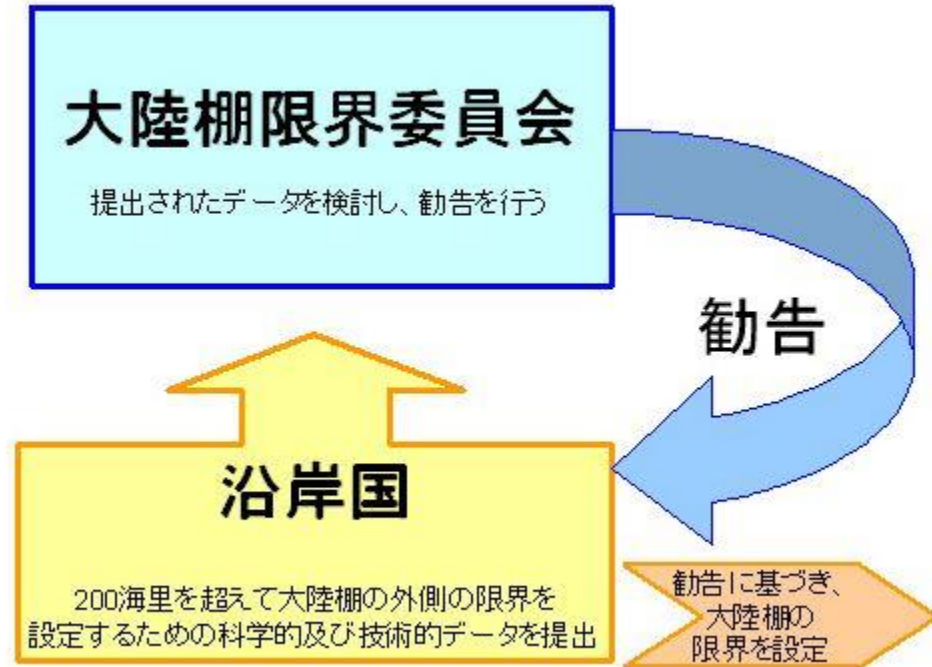 大陸棚限界委員会
提出されたデータを検討し、勧告を行う
勧告
沿岸国
200海里を超えて大陸棚の外側の限界を
設定するための科学的及び技術的データを提出
勧告に基づき、
大陸棚の
限界を設定